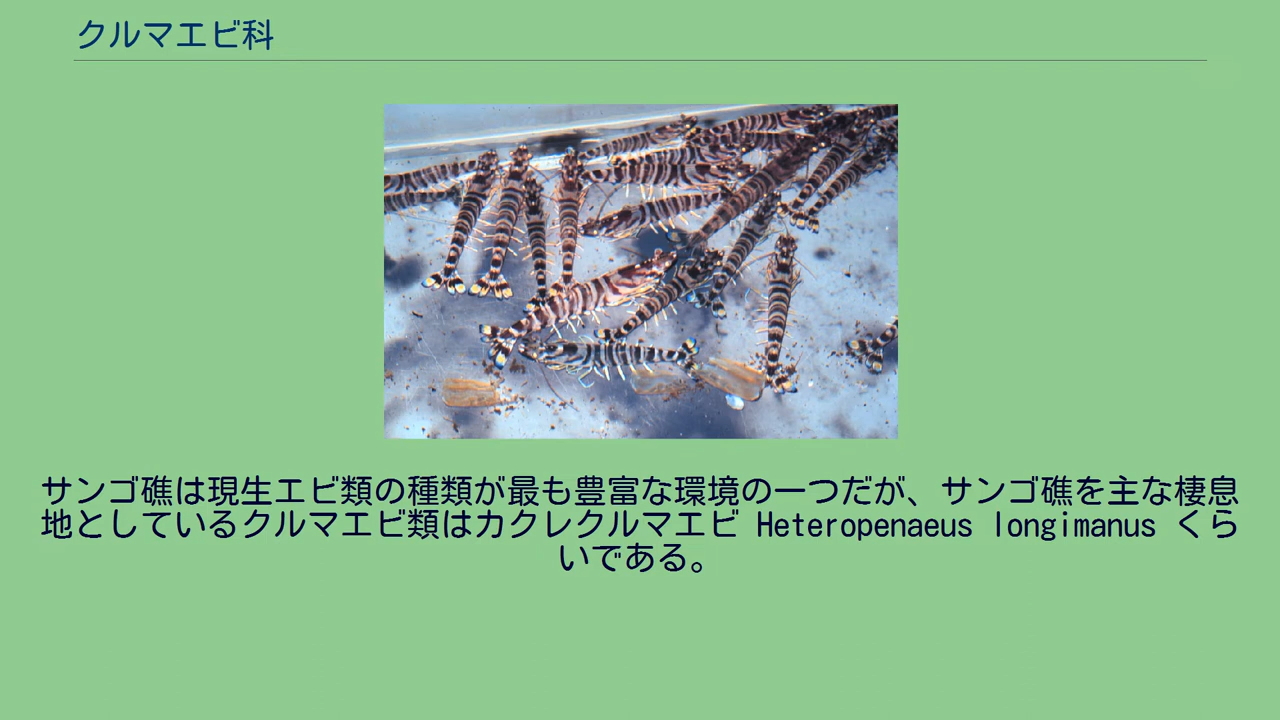 クルマエビ科
サンゴ礁は現生エビ類の種類が最も豊富な環境の一つだが、サンゴ礁を主な棲息
地としているクルマエビ類はカクレクルマエビ Heteropenaeus longimanus くら
いである。